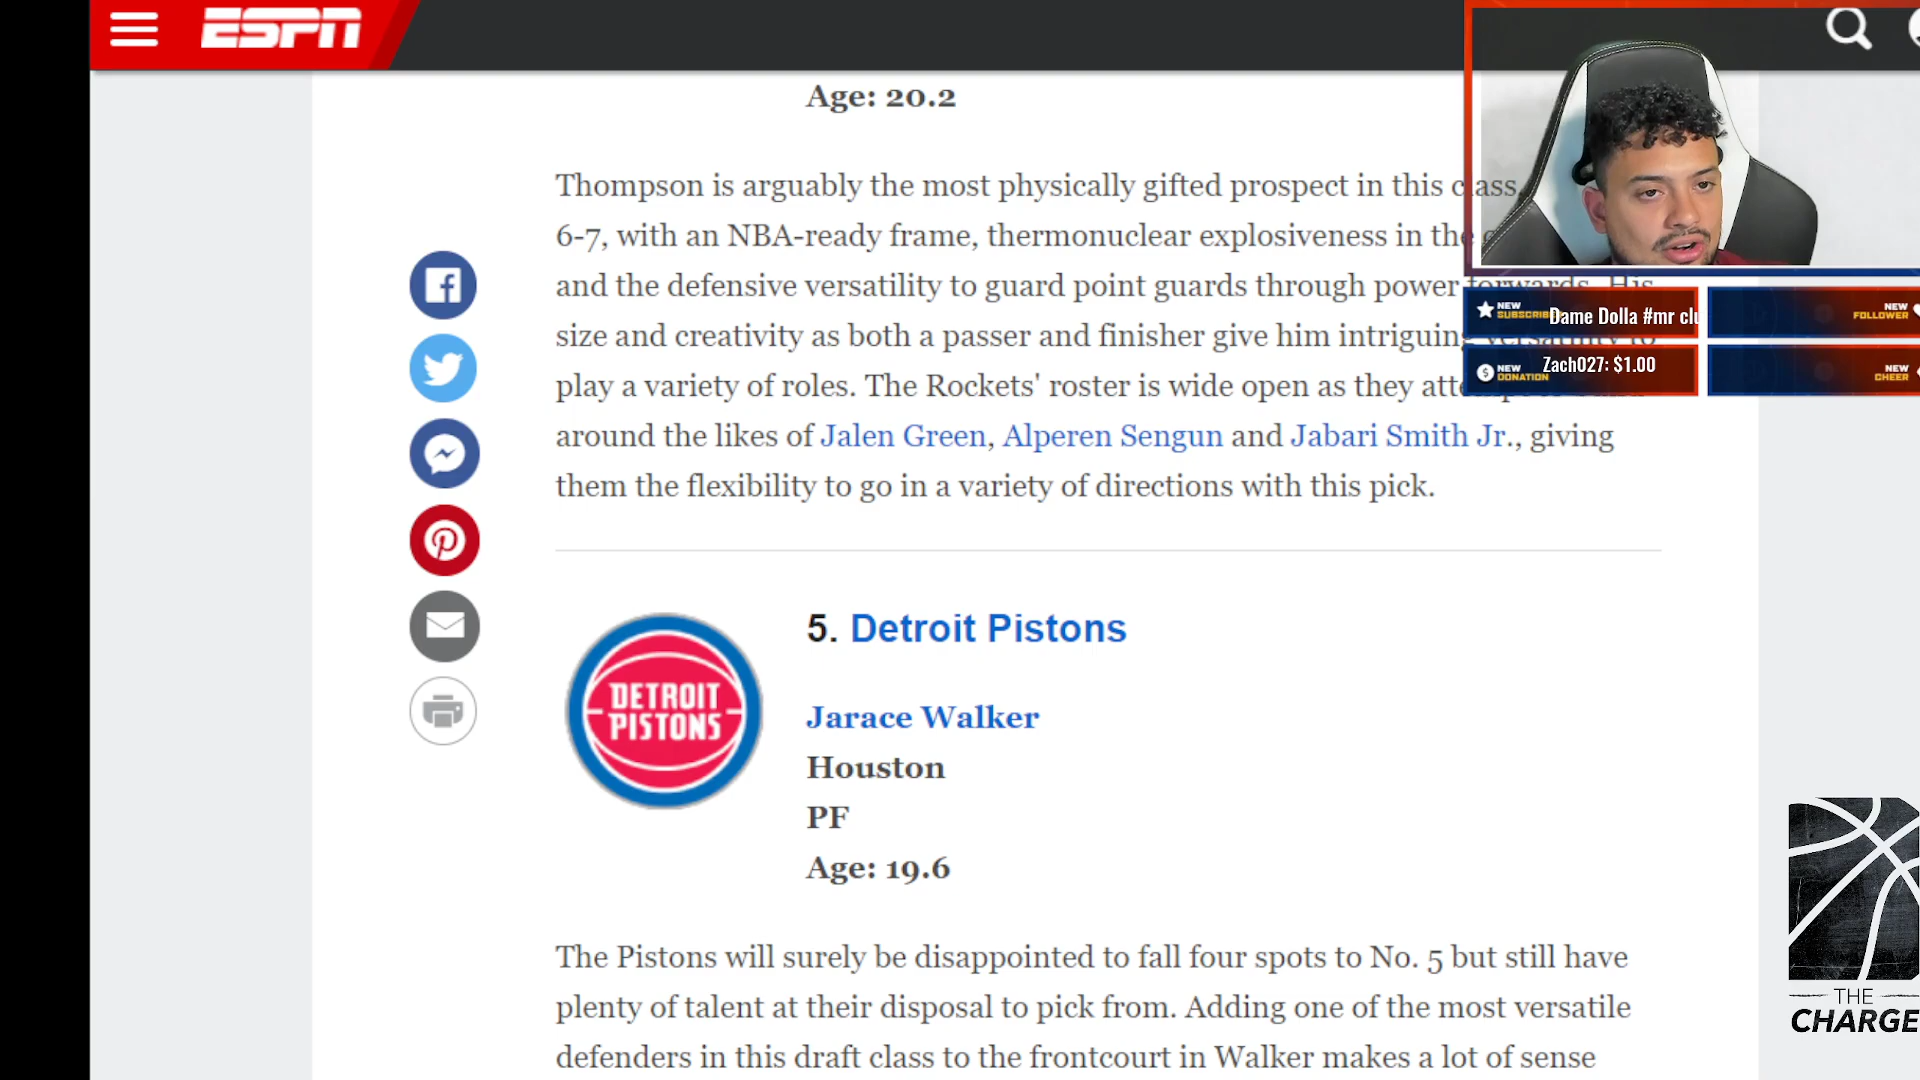 ESPN
Age: 20.2
Thompson is arguably the most physically gifted prospect in this class,
6-7, with an NBA-ready frame, thermonuclear explosiveness in the
and the defensive versatility to guard point guards through power forwards. His
size and creativity as both a passer and finisher give him intriguing versatility to
play a variety of roles. The Rockets' roster is wide open as they
around the likes of Jalen Green, Alperen Sengun and Jabari Smith Jr., giving
them the flexibility to go in a variety of directions with this pick.
NEW
SUBSCRIB
Dame Dolla #mr clu
NEW
FOLLOWER
NEW
DONATION
Zach027: $1.00
NEW
CHEER
DETROIT
PISTONS
5. Detroit Pistons
Jarace Walker
Houston
PF
Age: 19.6
The Pistons will surely be disappointed to fall four spots to No. 5 but still have
plenty of talent at their disposal to pick from. Adding one of the most versatile
defenders in this draft class to the frontcourt in Walker makes a lot of sense
THE
CHARGE